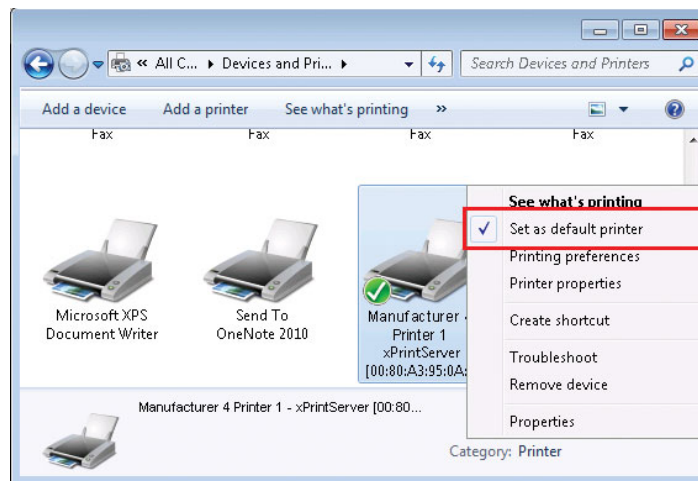 « All C... ▸ Devices and Pri... ▸
Search Devices and Printers
Add a device Add a printer See what's printing »
Fax Fax Fax Fax
See what's printing
Set as default printer
Printing preferences
Printer properties
Create shortcut
Troubleshoot
Remove device
Properties
Microsoft XPS
Document Writer
Send To
OneNote 2010
Manufacturer 4
Printer 1
xPrintServer
[00:80:A3:95:0A:
Manufacturer 4 Printer 1 - xPrintServer [00:80...
Category: Printer